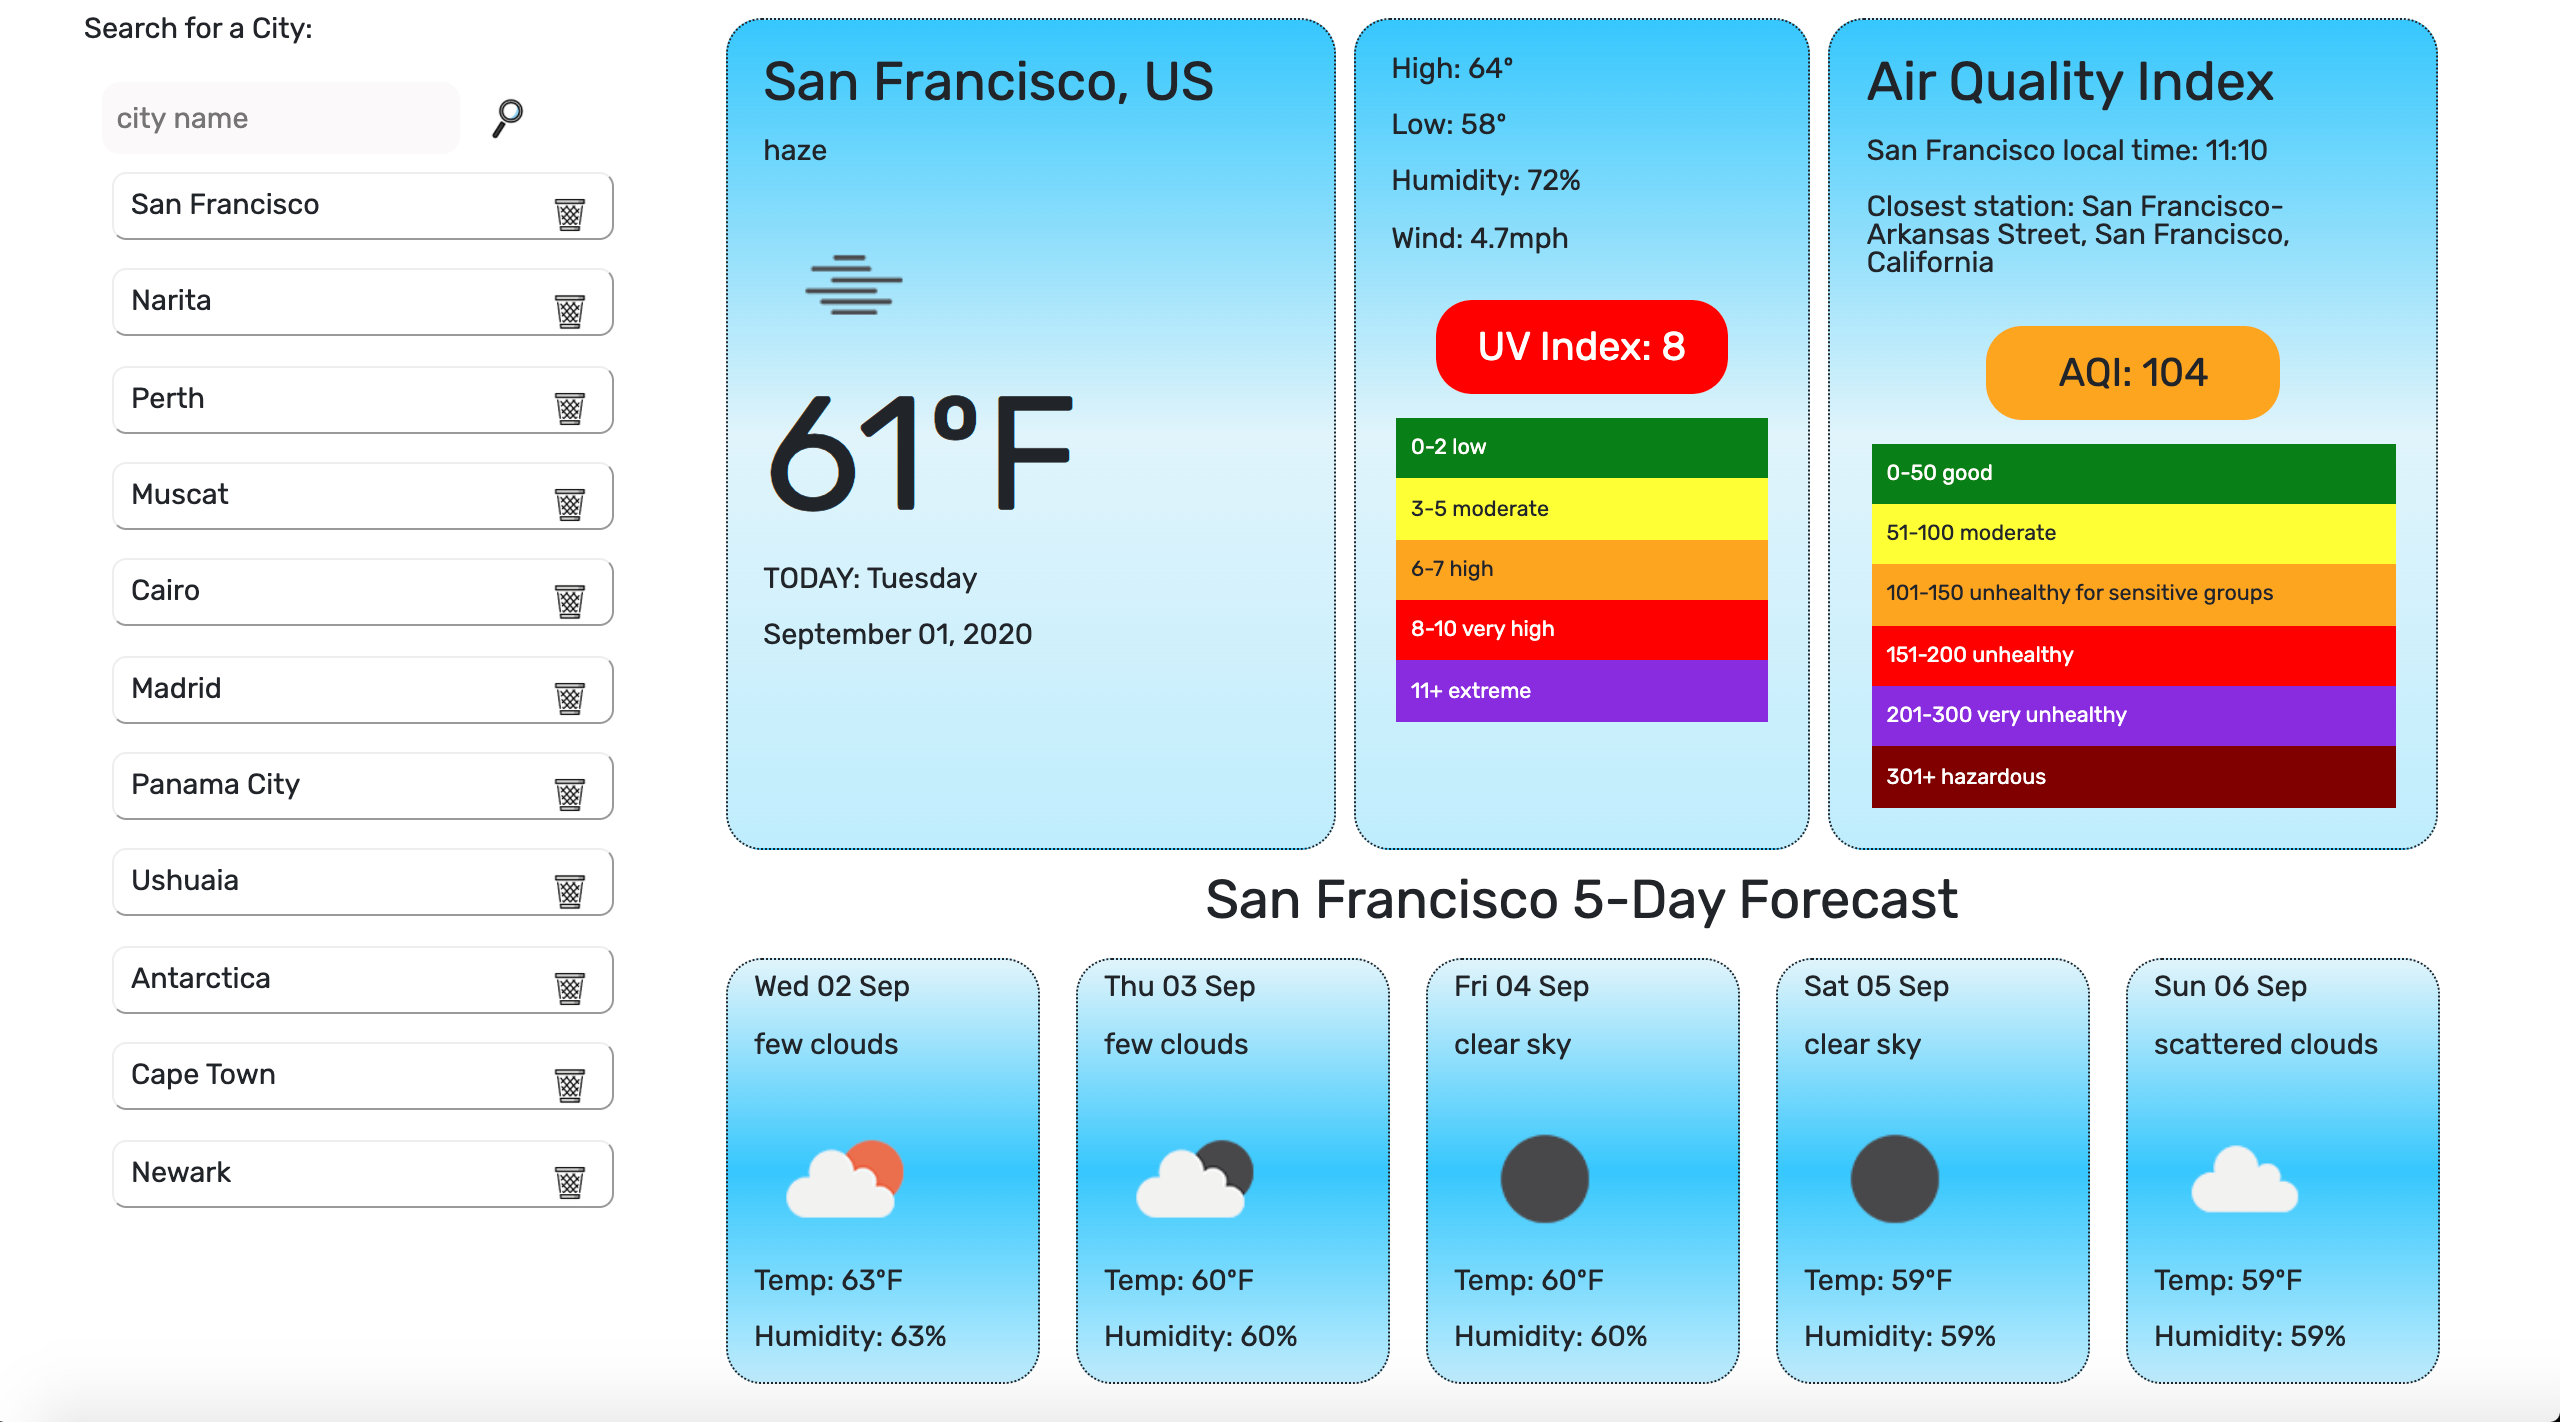 Search for a City:
city name
San Francisco
Narita
Perth
Muscat
Cairo
Madrid
Panama City
Ushuaia
Antarctica
Cape Town
Newark
San Francisco, US
haze
61°F
TODAY: Tuesday
September 01, 2020
High: 64°
Low: 58°
Humidity: 72%
Wind: 4.7mph
UV Index: 8
0-2 low
3-5 moderate
6-7 high
8-10 very high
11+ extreme
Air Quality Index
San Francisco local time: 11:10
Closest station: San Francisco-
Arkansas Street, San Francisco,
California
AQI: 104
0-50 good
51-100 moderate
101-150 unhealthy for sensitive groups
151-200 unhealthy
201-300 very unhealthy
301+ hazardous
San Francisco 5-Day Forecast
Wed 02 Sep
few clouds
Temp: 63°F
Humidity: 63%
Thu 03 Sep
few clouds
Temp: 60°F
Humidity: 60%
Fri 04 Sep
clear sky
Temp: 60°F
Humidity: 60%
Sat 05 Sep
clear sky
Temp: 59°F
Humidity: 59%
Sun 06 Sep
scattered clouds
Temp: 59°F
Humidity: 59%